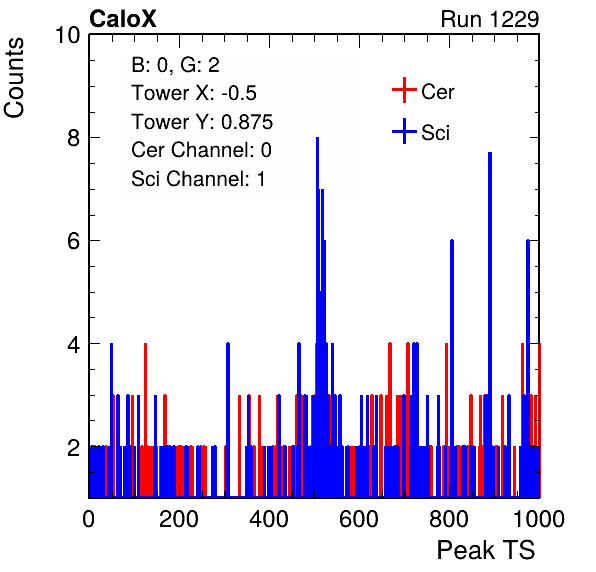 CaloX Run 1229
Counts
10
8
6
4
2
B: 0, G: 2
Tower X: -0.5
Tower Y: 0.875
Cer Channel: 0
Sci Channel: 1
Cer
Sci
0 200 400 600 800 1000
Peak TS